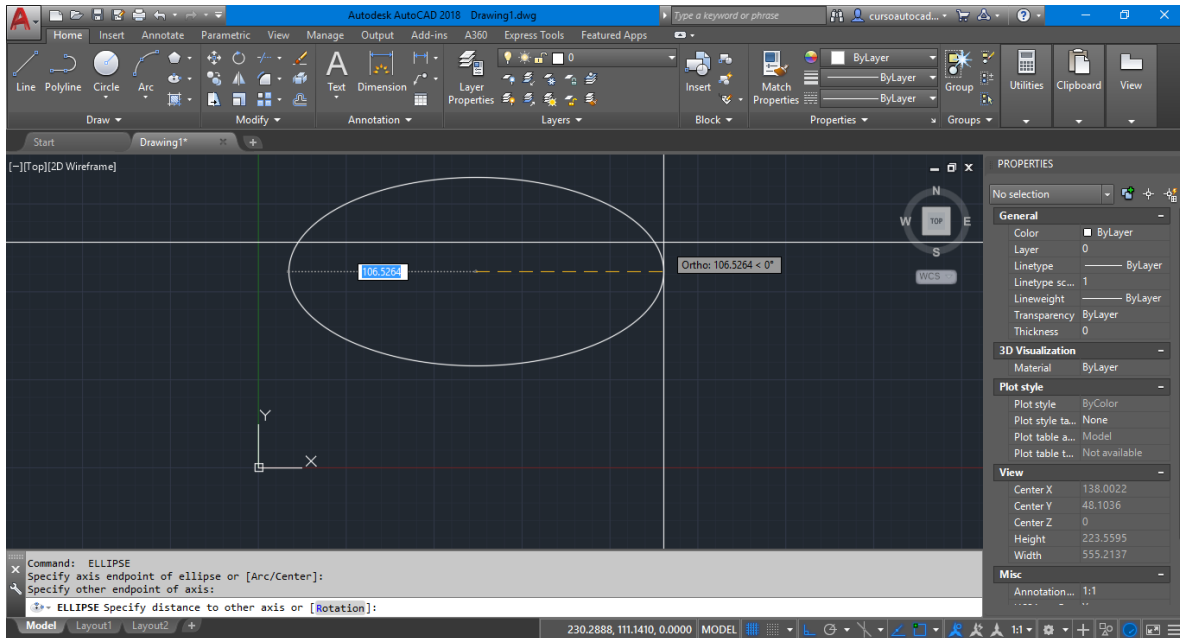 Autodesk AutoCAD 2018 Drawing1.dwg
Type a keyword or phrase
cursoautocad...
Home Insert Annotate Parametric View Manage Output Add-ins A360 Express Tools Featured Apps
Line Polyline Circle Arc
Text Dimension
Layer Properties
0
Insert
Match Properties
ByLayer
ByLayer
ByLayer
Group
Utilities
Clipboard
View
Draw Modify Annotation Layers Block Properties Groups
Start Drawing1* +
[−][Top][2D Wireframe]
N
W TOP E
S
WCS
106.5264
Ortho: 106.5264 < 0°
Y
X
PROPERTIES
No selection
General
Color ByLayer
Layer 0
Linetype ByLayer
Linetype sc... 1
Lineweight ByLayer
Transparency ByLayer
Thickness 0
3D Visualization
Material ByLayer
Plot style
Plot style ByColor
Plot style ta... None
Plot table a... Model
Plot table t... Not available
View
Center X 138.0022
Center Y 48.1036
Center Z 0
Height 223.5595
Width 555.2137
Misc
Annotation... 1:1
Command: ELLIPSE
Specify axis endpoint of ellipse or [Arc/Center]:
Specify other endpoint of axis:
ELLIPSE Specify distance to other axis or [Rotation]:
Model Layout1 Layout2 +
230.2888, 111.1410, 0.0000 MODEL 1:1